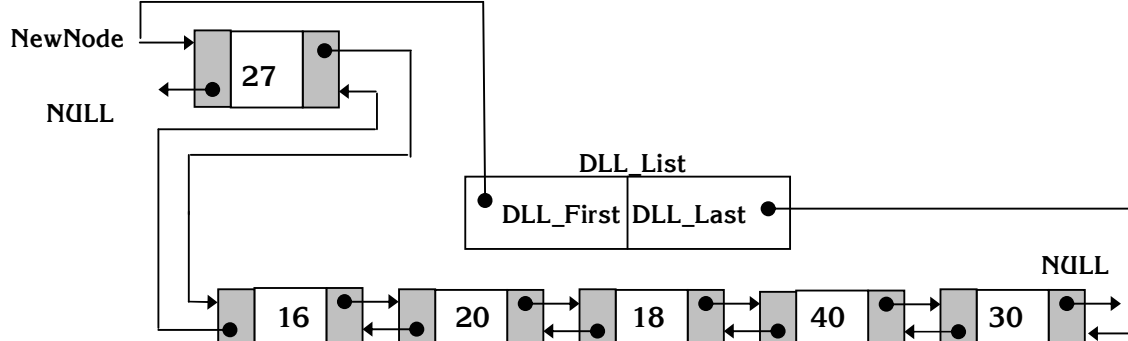 NewNode
27
NULL
DLL_List
DLL_First DLL_Last
NULL
16 20 18 40 30